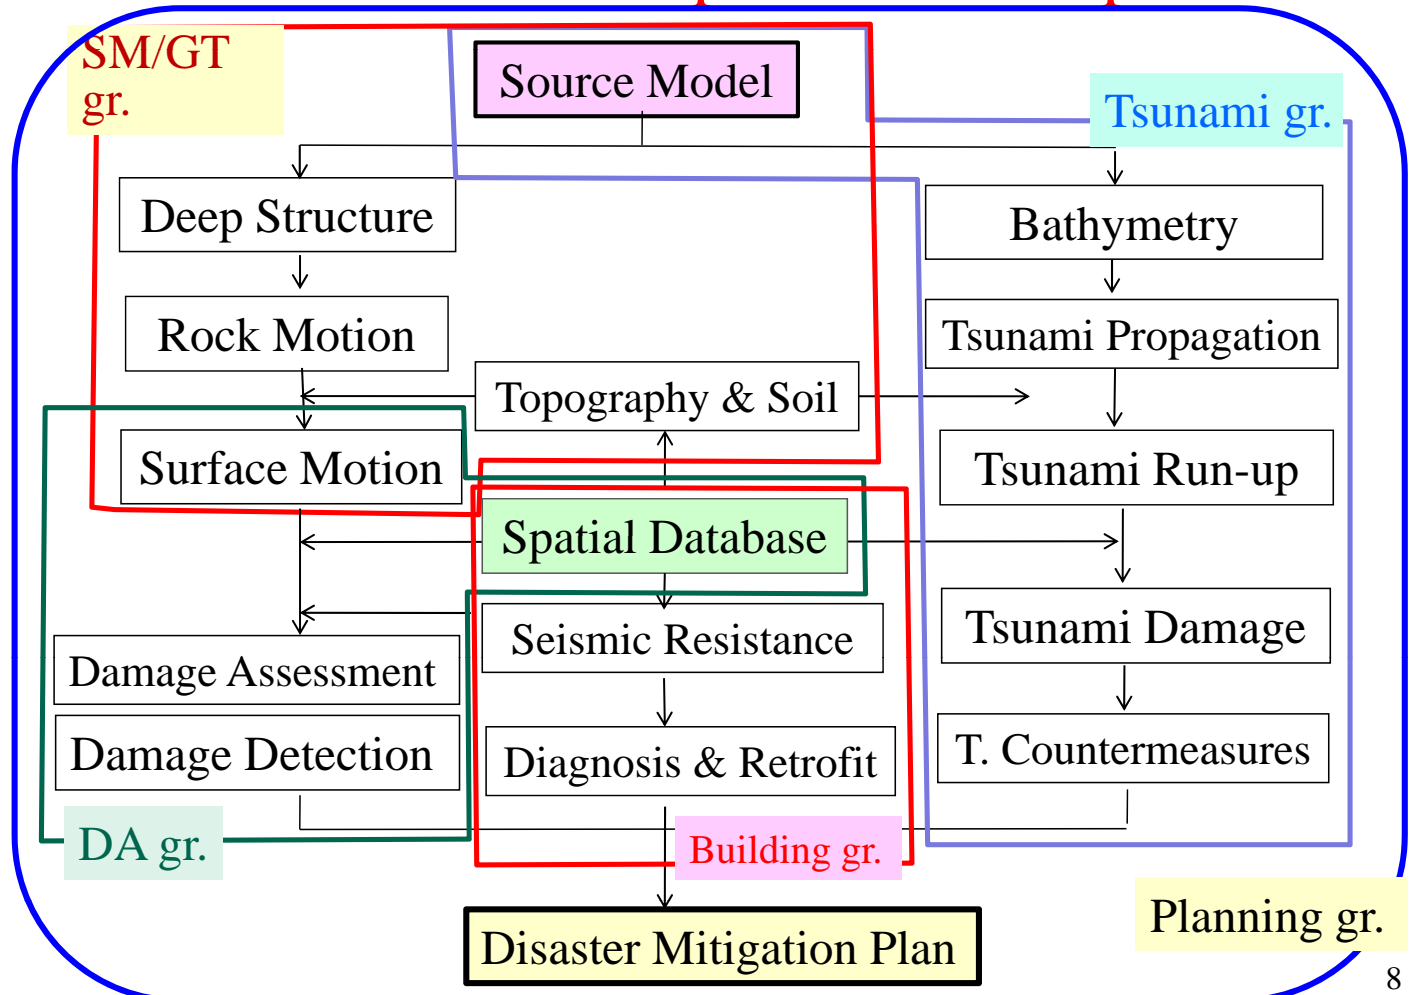 SM/GT
gr.
Source Model
Tsunami gr.
Deep Structure
Bathymetry
Rock Motion
Tsunami Propagation
Topography & Soil
Surface Motion
Tsunami Run-up
Spatial Database
Seismic Resistance
Tsunami Damage
Damage Assessment
Damage Detection
Diagnosis & Retrofit
T. Countermeasures
DA gr.
Building gr.
Planning gr.
Disaster Mitigation Plan
8